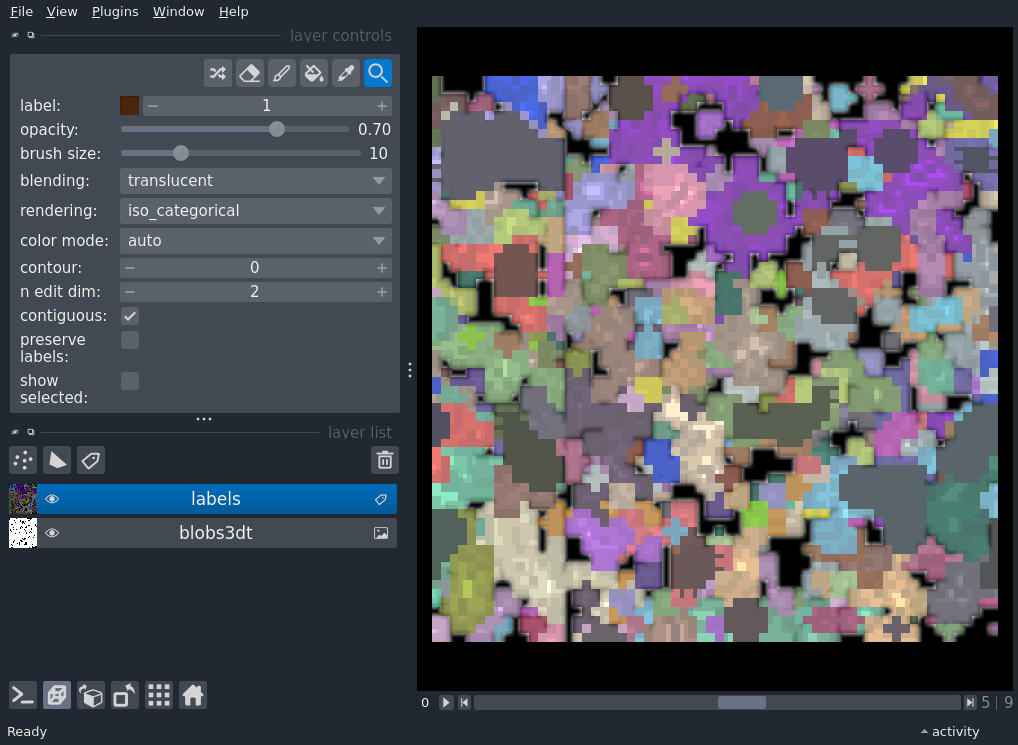 File View Plugins Window Help
layer controls
label: 1
opacity: 0.70
brush size: 10
blending: translucent
rendering: iso_categorical
color mode: auto
contour: 0
n edit dim: 2
contiguous:
preserve
labels:
show
selected:
layer list
labels
blobs3dt
0 5 | 9
Ready activity